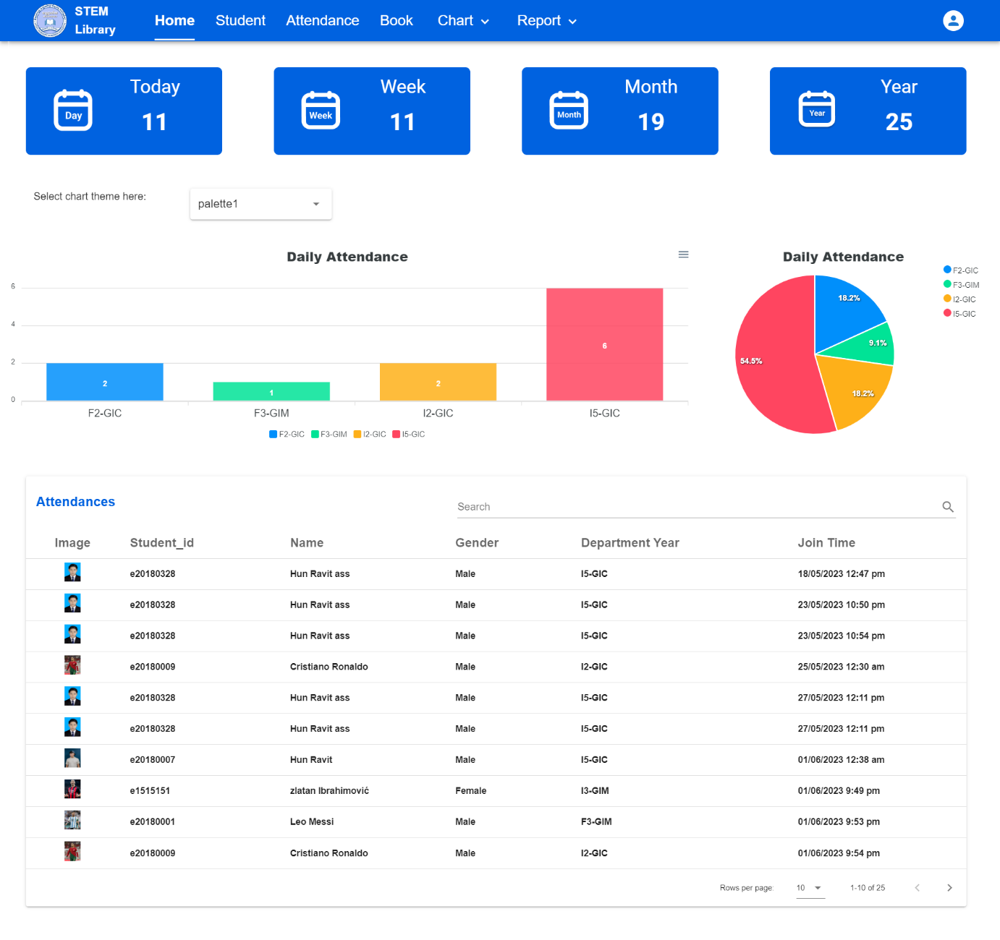 STEM
Library
Home Student Attendance Book Chart Report
Today Week Month Year
Day 11 Week 11 Month 19 Year 25
Select chart theme here: palette1
Daily Attendance
6
4
2
0
2 1 2 6
F2-GIC F3-GIM I2-GIC I5-GIC
F2-GIC F3-GIM I2-GIC I5-GIC
Daily Attendance
F2-GIC
F3-GIM
I2-GIC
I5-GIC
18.2%
9.1%
54.5%
18.2%
Attendances
Search
Image Student_id Name Gender Department Year Join Time
e20180328 Hun Ravit ass Male I5-GIC 18/05/2023 12:47 pm
e20180328 Hun Ravit ass Male I5-GIC 23/05/2023 10:50 pm
e20180328 Hun Ravit ass Male I5-GIC 23/05/2023 10:54 pm
e20180009 Cristiano Ronaldo Male I2-GIC 25/05/2023 12:30 am
e20180328 Hun Ravit ass Male I5-GIC 27/05/2023 12:11 pm
e20180328 Hun Ravit ass Male I5-GIC 27/05/2023 12:11 pm
e20180007 Hun Ravit Male I5-GIC 01/06/2023 12:38 am
e1515151 zlatan Ibrahimović Female I3-GIM 01/06/2023 9:49 pm
e20180001 Leo Messi Male F3-GIM 01/06/2023 9:53 pm
e20180009 Cristiano Ronaldo Male I2-GIC 01/06/2023 9:54 pm
Rows per page: 10 1-10 of 25